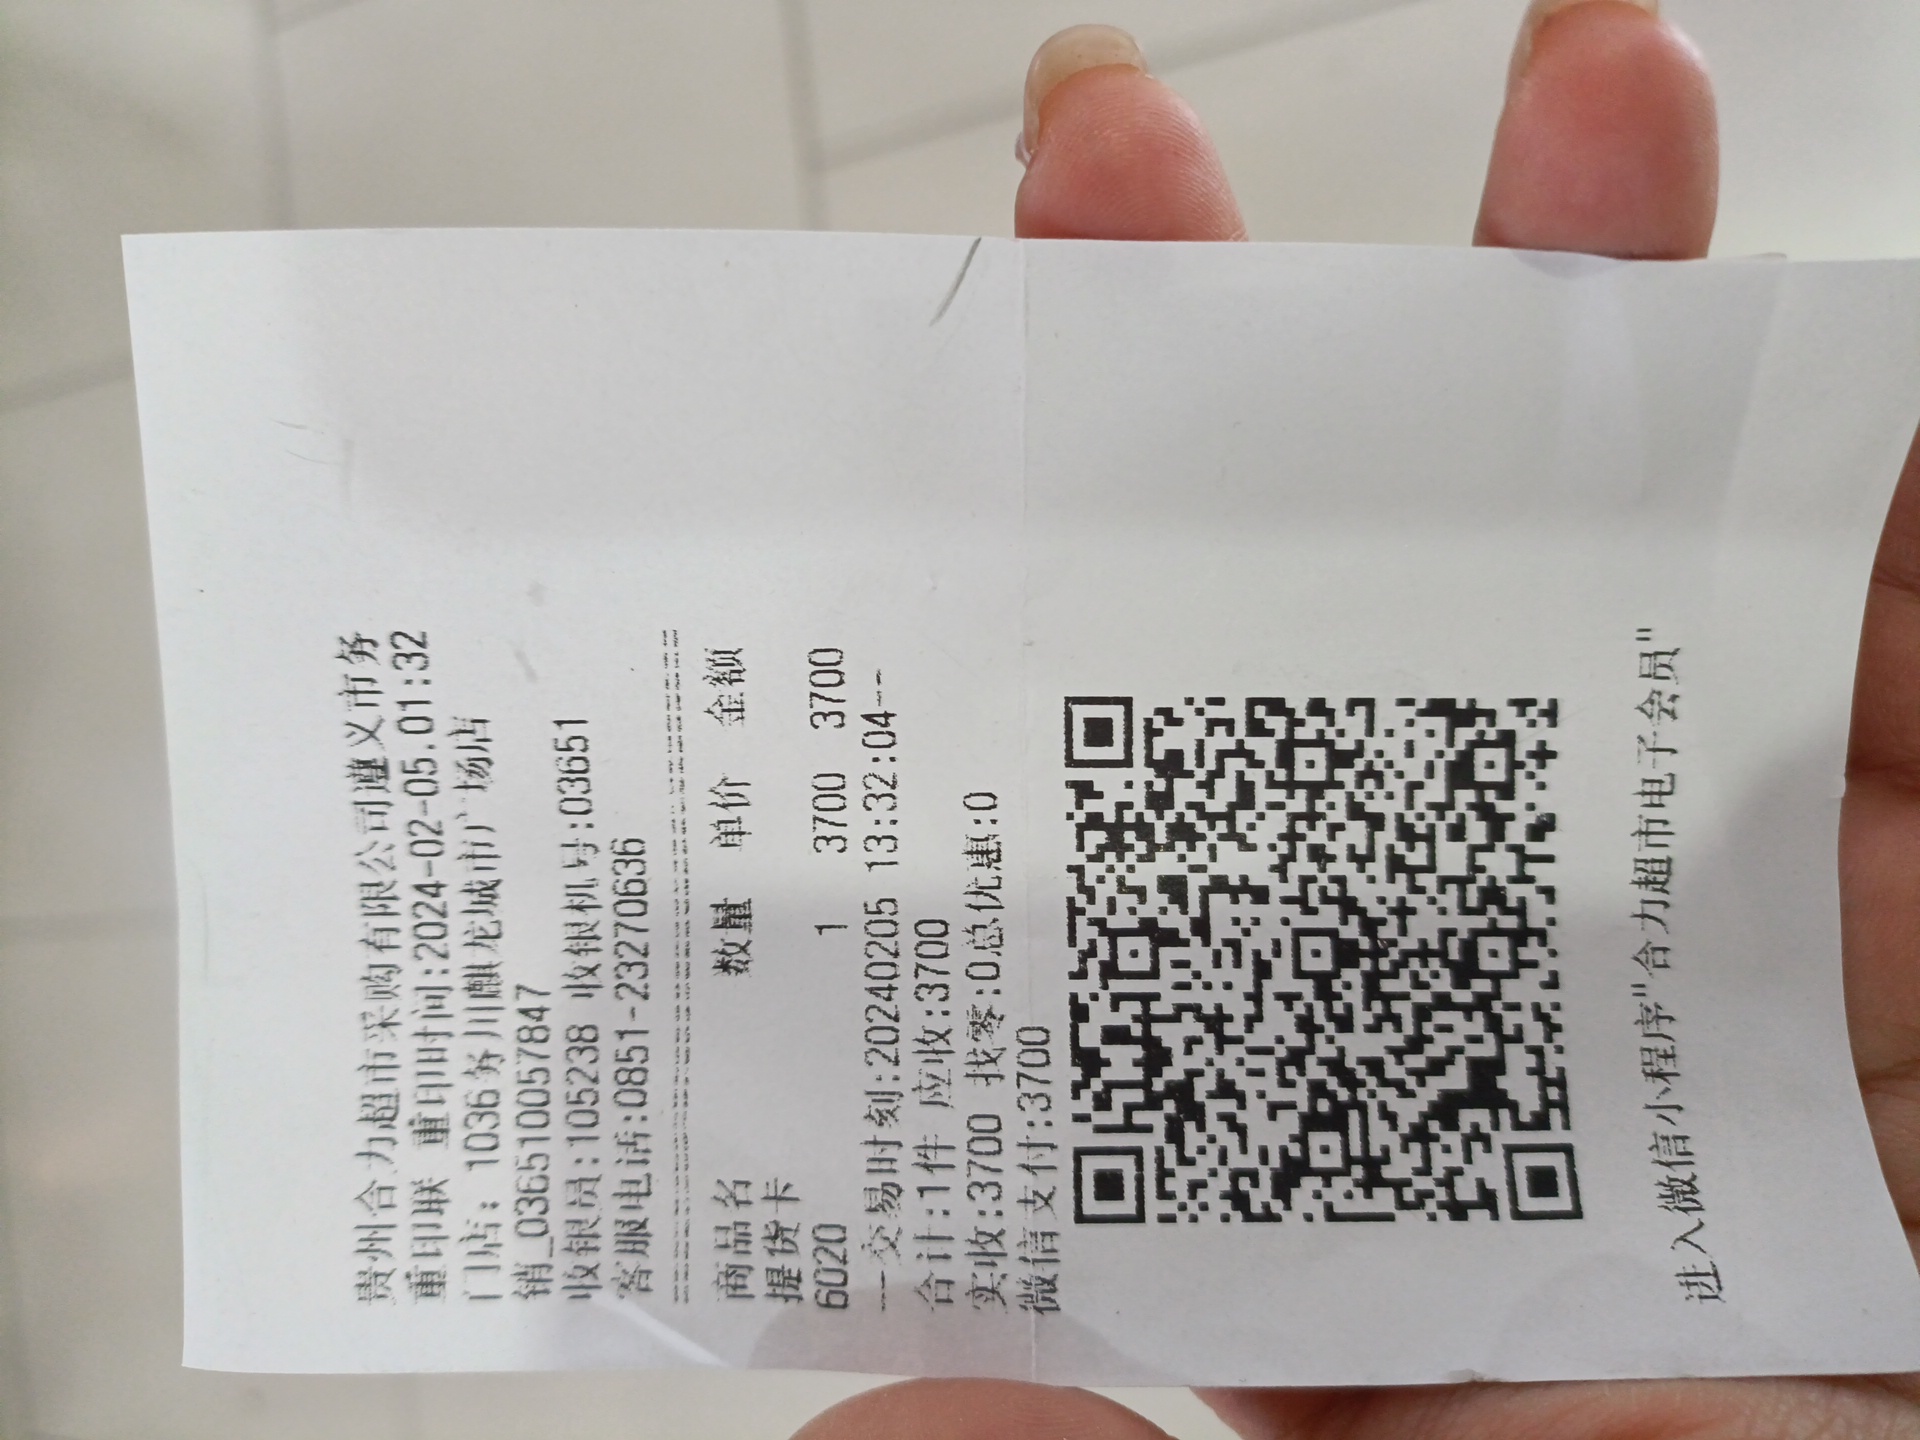 贵州合力超市采购有限公司遵义市务
重印联 重印时间:2024-02-05.01:32
门店: 1036务川麒龙城市广场店
销_036510057847
收银员:105238 收银机号:03651
客服电话:0851-23270636
商品名 数量 单价 金额
提货卡
6020 1 3700 3700
--交易时刻:20240205 13:32:04--
合计:1件 应收:3700
实收:3700 找零:0总优惠:0
微信支付:3700
进入微信小程序"合力超市电子会员"